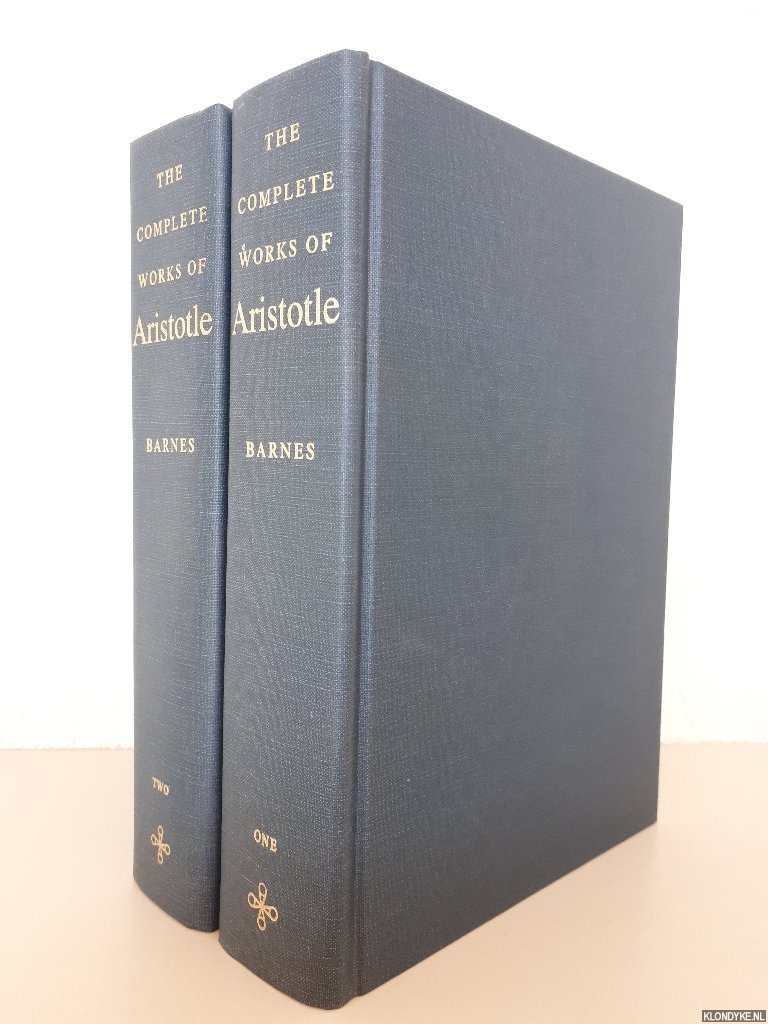 THE
COMPLETE
WORKS OF
Aristotle
BARNES
TWO
THE
COMPLETE
WORKS OF
Aristotle
BARNES
ONE
KLONDYKE.NL